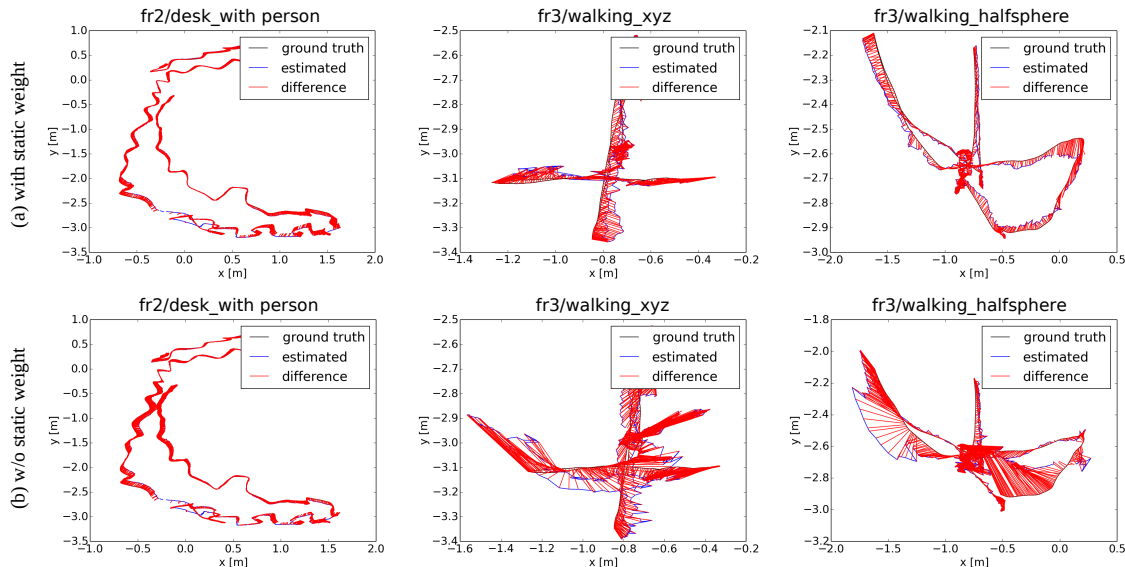 fr2/desk_with person
fr3/walking_xyz
fr3/walking_halfsphere
(a) with static weight
1.0
0.5
0.0
−0.5
−1.0
−1.5
−2.0
−2.5
−3.0
−3.5
y [m]
−1.0 −0.5 0.0 0.5 1.0 1.5 2.0
x [m]
ground truth
estimated
difference
−2.5
−2.6
−2.7
−2.8
−2.9
−3.0
−3.1
−3.2
−3.3
−3.4
y [m]
−1.4 −1.2 −1.0 −0.8 −0.6 −0.4 −0.2
x [m]
ground truth
estimated
difference
−2.1
−2.2
−2.3
−2.4
−2.5
−2.6
−2.7
−2.8
−2.9
−3.0
y [m]
−2.0 −1.5 −1.0 −0.5 0.0 0.5
x [m]
ground truth
estimated
difference
fr2/desk_with person
fr3/walking_xyz
fr3/walking_halfsphere
(b) w/o static weight
1.0
0.5
0.0
−0.5
−1.0
−1.5
−2.0
−2.5
−3.0
−3.5
y [m]
−1.0 −0.5 0.0 0.5 1.0 1.5 2.0
x [m]
ground truth
estimated
difference
−2.6
−2.7
−2.8
−2.9
−3.0
−3.1
−3.2
−3.3
−3.4
y [m]
−1.6 −1.4 −1.2 −1.0 −0.8 −0.6 −0.4 −0.2
x [m]
ground truth
estimated
difference
−1.8
−2.0
−2.2
−2.4
−2.6
−2.8
−3.0
−3.2
y [m]
−2.0 −1.5 −1.0 −0.5 0.0 0.5
x [m]
ground truth
estimated
difference